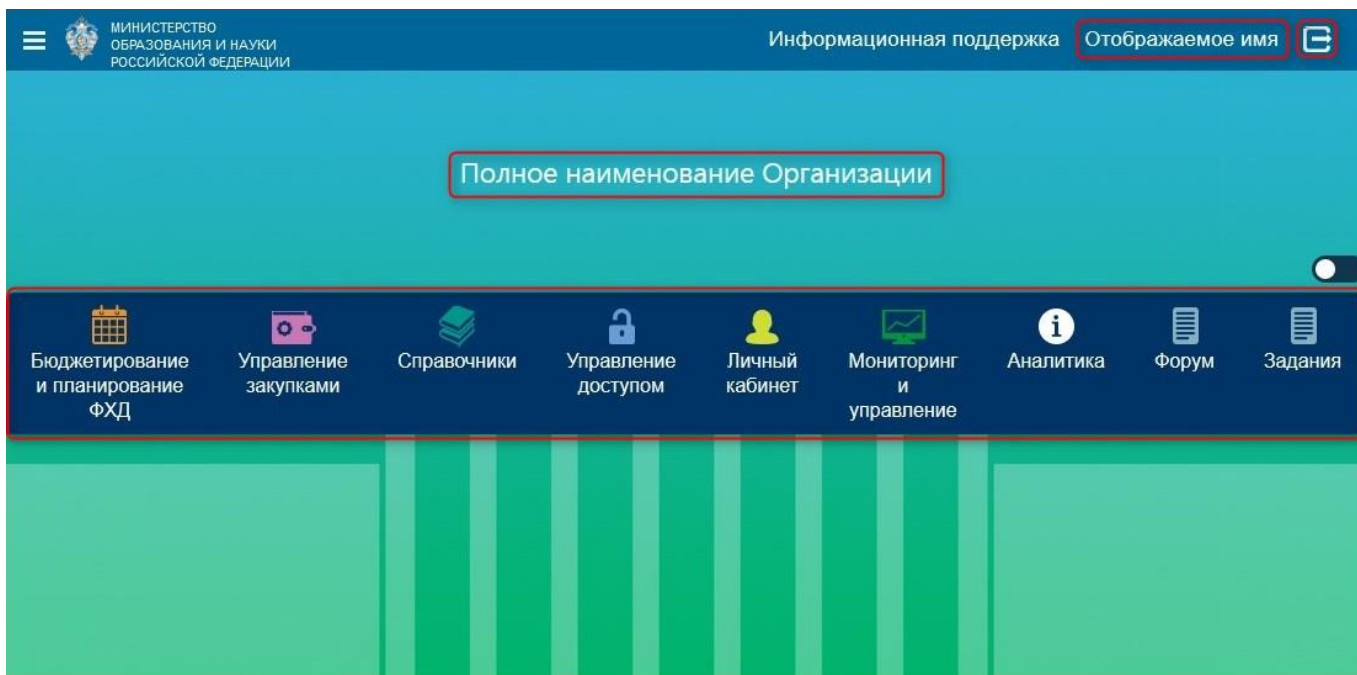 МИНИСТЕРСТВО
ОБРАЗОВАНИЯ И НАУКИ
РОССИЙСКОЙ ФЕДЕРАЦИИ
Информационная поддержка
Отображаемое имя
Полное наименование Организации
Бюджетирование
и планирование
ФХД
Управление
закупками
Справочники
Управление
доступом
Личный
кабинет
Мониторинг
и
управление
Аналитика
Форум
Задания